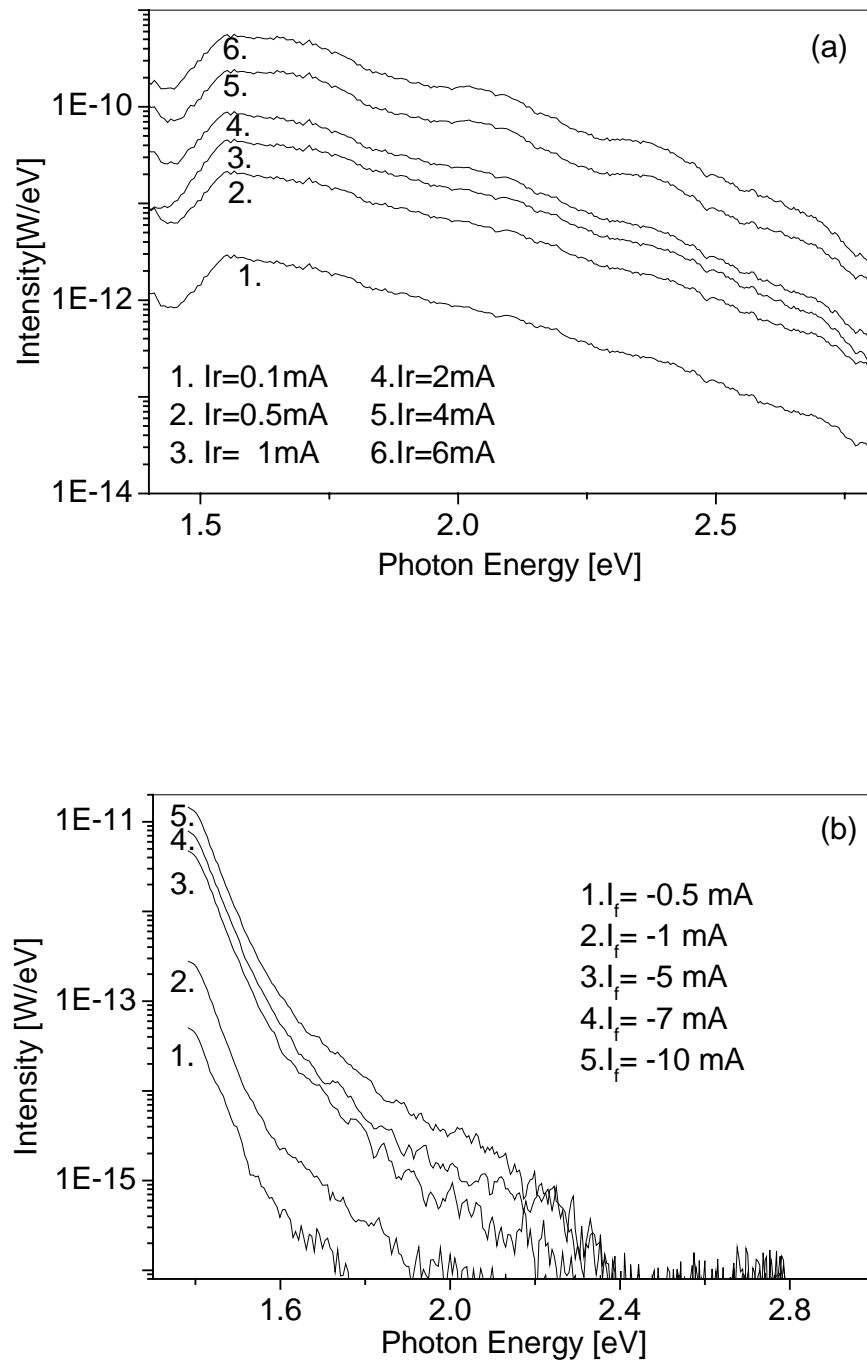 (a)
6.
5.
4.
3.
2.
1.
1E-10
1E-12
1E-14
Intensity[W/eV]
1. Ir=0.1mA 4.Ir=2mA
2. Ir=0.5mA 5.Ir=4mA
3. Ir= 1mA 6.Ir=6mA
1.5 2.0 2.5
Photon Energy [eV]
(b)
5.
4.
3.
2.
1.
1E-11
1E-13
1E-15
Intensity [W/eV]
1.If= -0.5 mA
2.If= -1 mA
3.If= -5 mA
4.If= -7 mA
5.If= -10 mA
1.6 2.0 2.4 2.8
Photon Energy [eV]